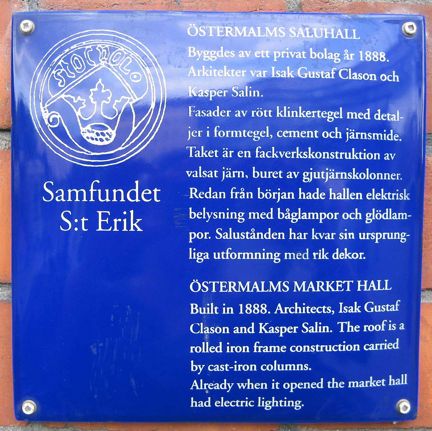 STOCHOLM
Samfundet
S:t Erik
ÖSTERMALMS SALUHALL
Byggdes av ett privat bolag år 1888.
Arkitekter var Isak Gustaf Clason och
Kasper Salin.
Fasader av rött klinkertegel med detal-
jer i formtegel, cement och järnsmide.
Taket är en fackverkskonstruktion av
valsat järn, buret av gjutjärnskolonner.
Redan från början hade hallen elektrisk
belysning med båglampor och glödlam-
por. Salustånden har kvar sin ursprung-
liga utformning med rik dekor.
ÖSTERMALMS MARKET HALL
Built in 1888. Architects, Isak Gustaf
Clason and Kasper Salin. The roof is a
rolled iron frame construction carried
by cast-iron columns.
Already when it opened the market hall
had electric lighting.